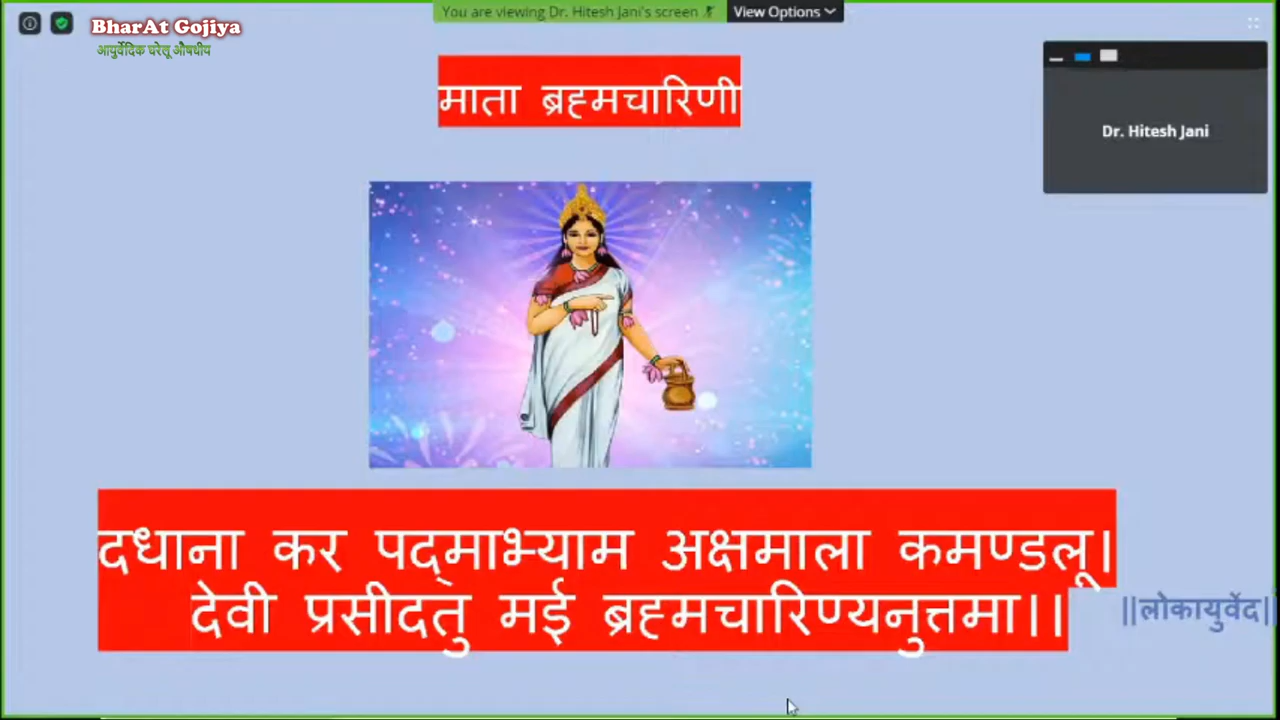 You are viewing Dr. Hitesh Jani's screen
View Options
BharAt Gojiya
आयुर्वेदिक घरेलू औषधीय
माता ब्रह्मचारिणी
Dr. Hitesh Jani
दधाना कर पद्माभ्याम अक्षमाला कमण्डलू।
देवी प्रसीदतु मई ब्रह्मचारिण्यनुत्तमा।।
||लोकायुर्वेद||